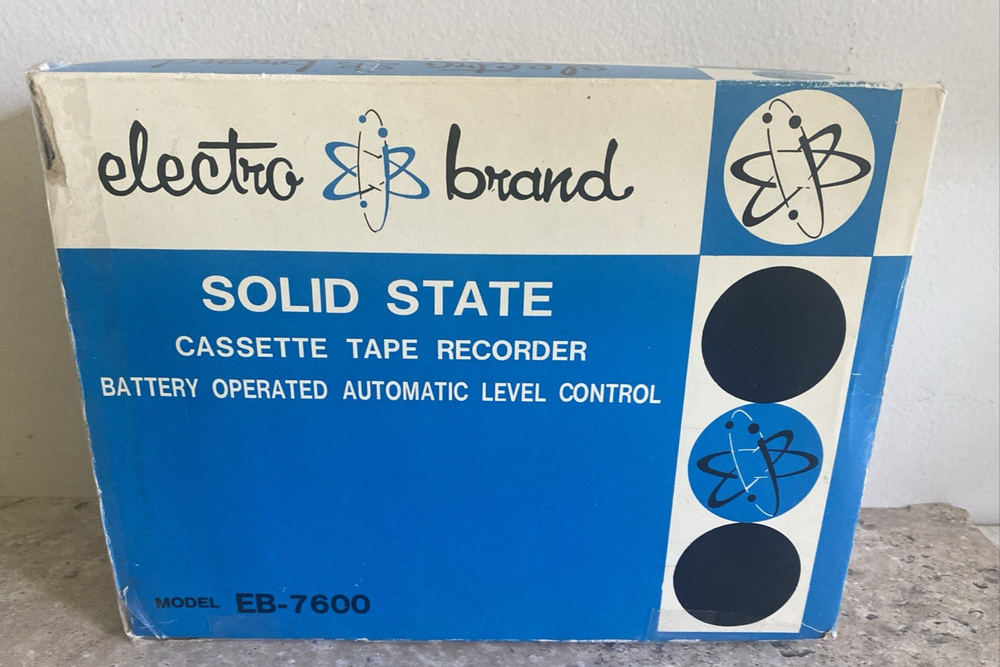 electro brand
SOLID STATE
CASSETTE TAPE RECORDER
BATTERY OPERATED AUTOMATIC LEVEL CONTROL
MODEL EB-7600